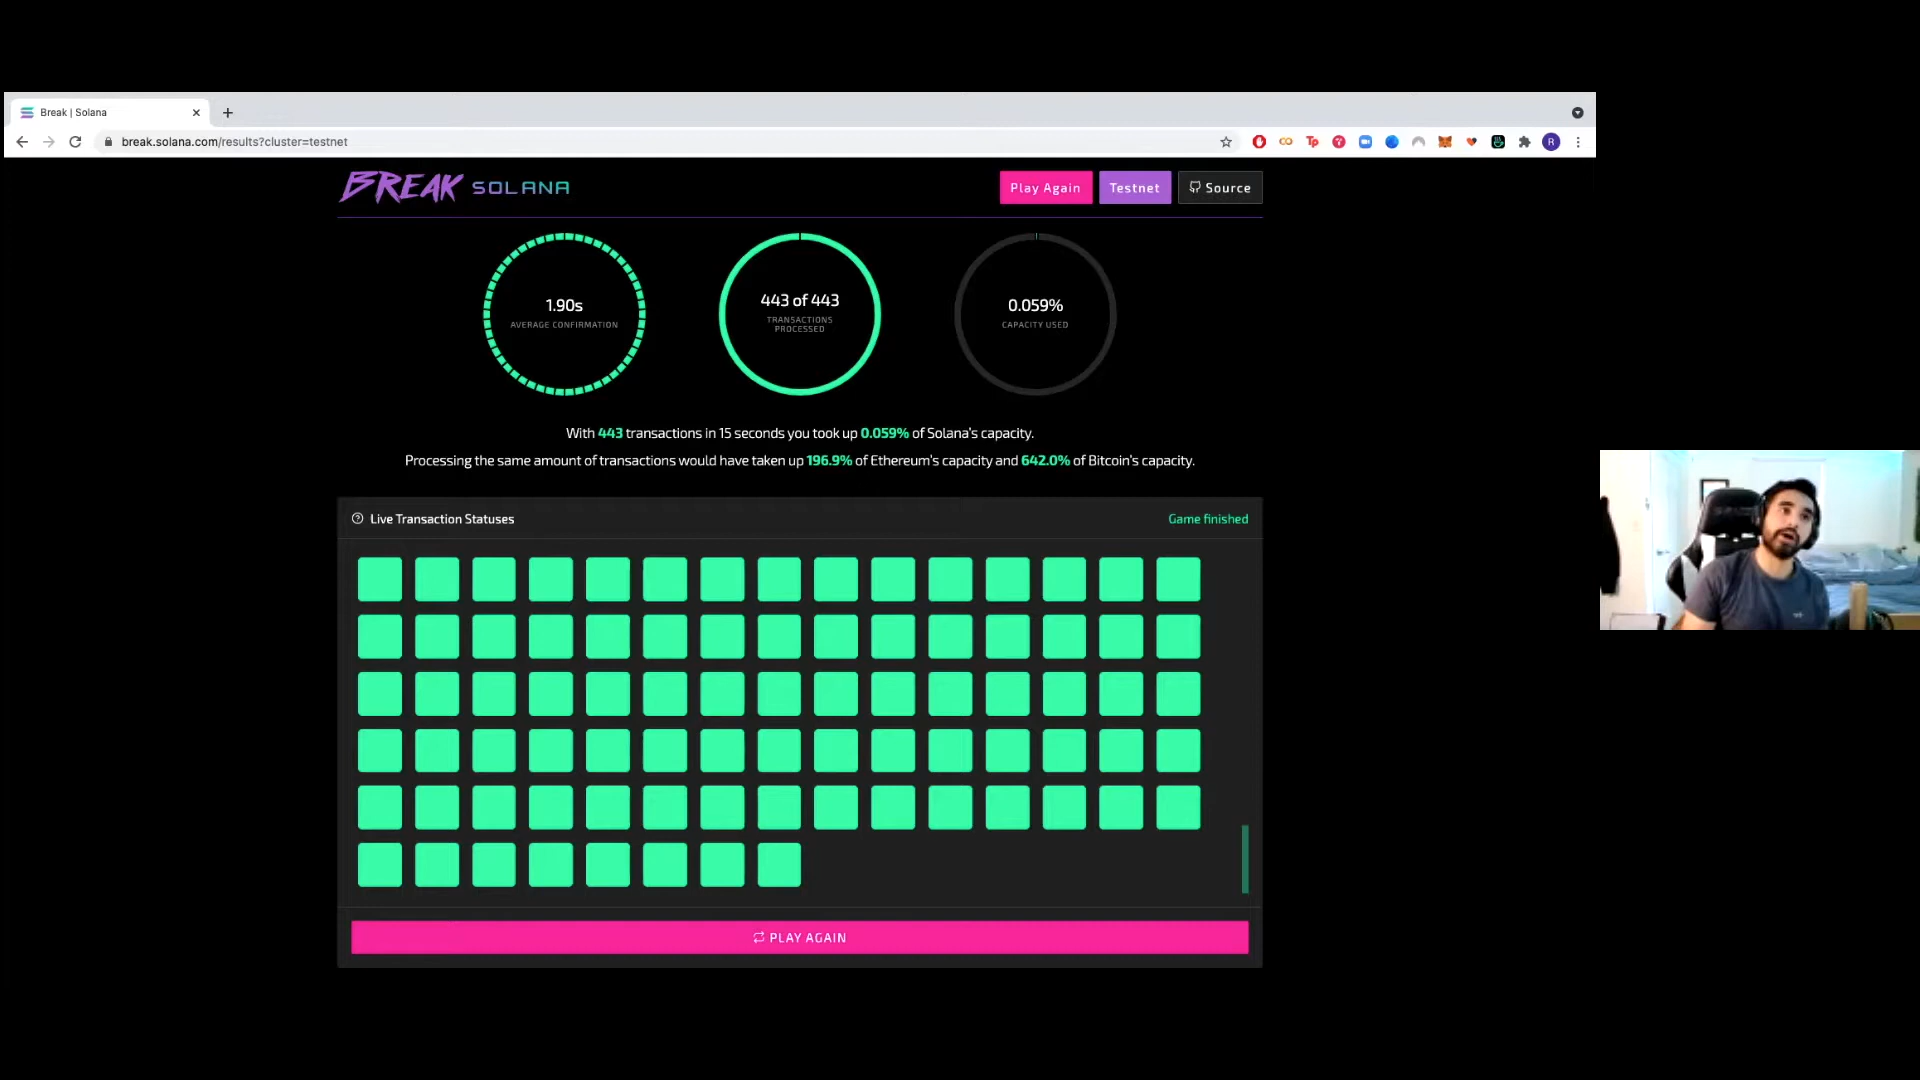 Break | Solana
break.solana.com/results?cluster=testnet
Tp
R
BREAK SOLANA
Play Again
Testnet
Source
1.90s
AVERAGE CONFIRMATION
443 of 443
TRANSACTIONS
PROCESSED
0.059%
CAPACITY USED
With 443 transactions in 15 seconds you took up 0.059% of Solana's capacity.
Processing the same amount of transactions would have taken up 196.9% of Ethereum's capacity and 642.0% of Bitcoin's capacity.
Live Transaction Statuses
Game finished
PLAY AGAIN